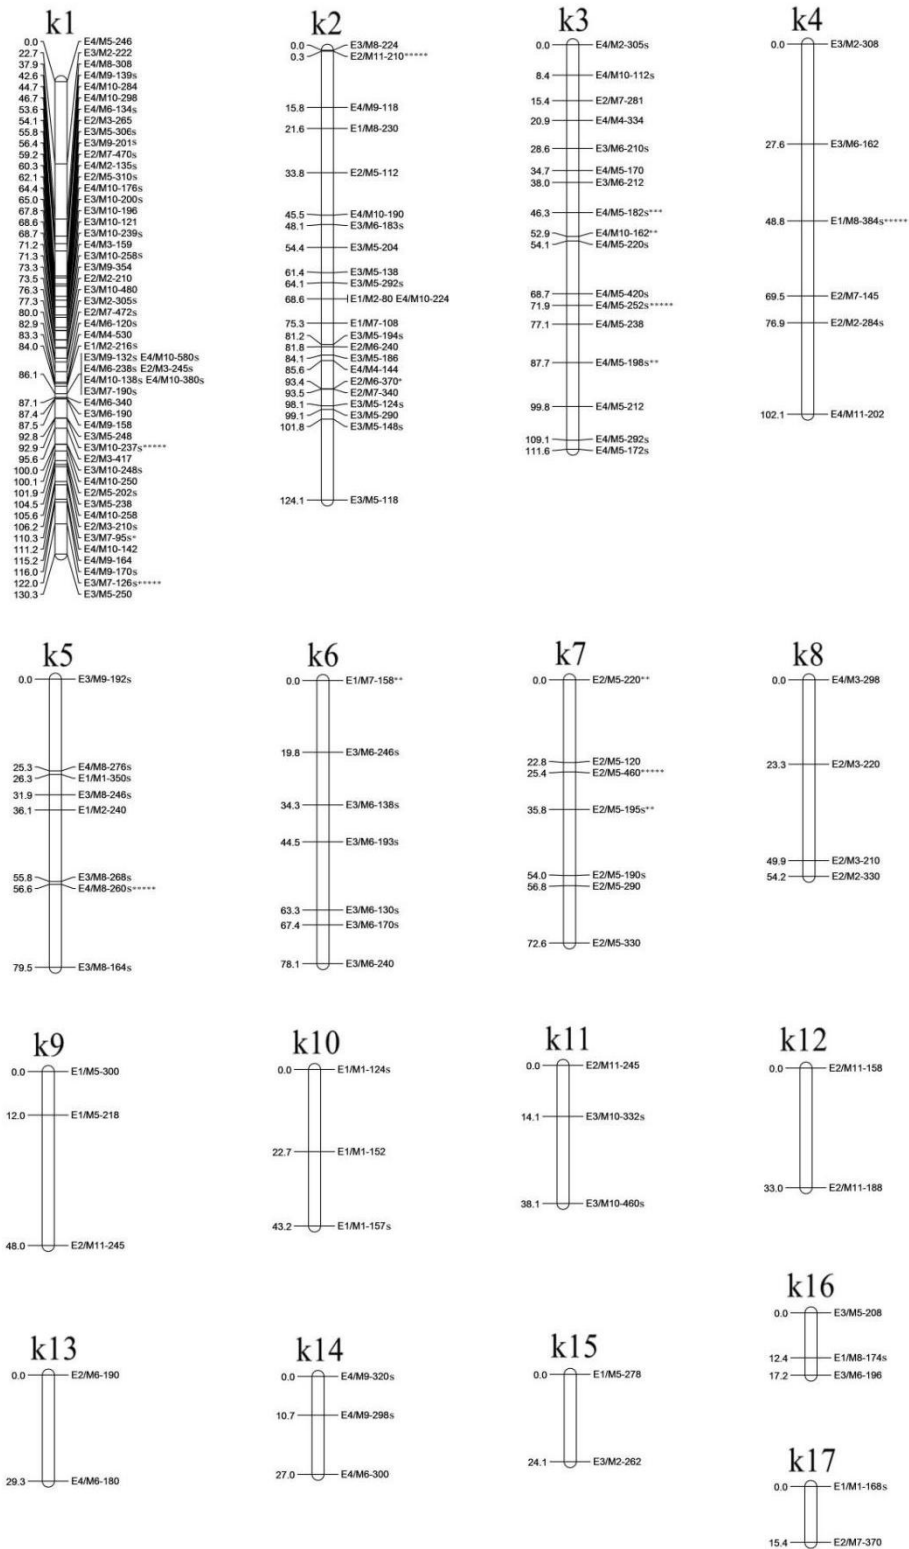 k1
0.0 E4/M5-246
22.7 E3/M2-222
37.9 E4/M8-308
42.6 E4/M9-139s
44.7 E4/M10-284
46.7 E4/M10-298
53.6 E4/M6-134s
54.1 E2/M3-265
55.8 E3/M5-306s
56.4 E3/M9-201s
59.2 E2/M7-470s
60.3 E4/M2-135s
62.1 E2/M5-310s
64.4 E4/M10-176s
65.0 E3/M10-200s
67.8 E3/M10-196
68.6 E3/M10-121
68.7 E3/M10-239s
71.2 E4/M3-159
71.3 E3/M10-258s
73.3 E3/M9-354
73.5 E2/M2-210
76.3 E3/M10-480
77.3 E3/M2-305s
80.0 E2/M7-472s
82.9 E4/M6-120s
83.3 E4/M4-530
84.0 E1/M2-216s
E3/M9-132s E4/M10-580s
E4/M6-238s E2/M3-245s
86.1 E4/M10-138s E4/M10-380s
E3/M7-190s
87.1 E4/M6-340
87.4 E3/M6-190
87.5 E4/M9-158
92.8 E3/M5-248
92.9 E3/M10-237s*****
95.6 E2/M3-417
100.0 E3/M10-248s
100.1 E4/M10-250
101.9 E2/M5-202s
104.5 E3/M5-238
105.6 E4/M10-258
106.2 E2/M3-210s
110.3 E3/M7-95s*
111.2 E4/M10-142
115.2 E4/M9-164
116.0 E4/M9-170s
122.0 E3/M7-126s*****
130.3 E3/M5-250
k2
0.0 E3/M8-224
0.3 E2/M11-210*****
15.8 E4/M9-118
21.6 E1/M8-230
33.8 E2/M5-112
45.5 E4/M10-190
48.1 E3/M6-183s
54.4 E3/M5-204
61.4 E3/M5-138
64.1 E3/M5-292s
68.6 E1/M2-80 E4/M10-224
75.3 E1/M7-108
81.2 E3/M5-194s
81.8 E2/M6-240
84.1 E3/M5-186
85.6 E4/M4-144
93.4 E2/M6-370*
93.5 E2/M7-340
98.1 E3/M5-124s
99.1 E3/M5-290
101.8 E3/M5-148s
124.1 E3/M5-118
k3
0.0 E4/M2-305s
8.4 E4/M10-112s
15.4 E2/M7-281
20.9 E4/M4-334
28.6 E3/M6-210s
34.7 E4/M5-170
38.0 E3/M6-212
46.3 E4/M5-182s***
52.9 E4/M10-162**
54.1 E4/M5-220s
68.7 E4/M5-420s
71.9 E4/M5-252s*****
77.1 E4/M5-238
87.7 E4/M5-198s**
99.8 E4/M5-212
109.1 E4/M5-292s
111.6 E4/M5-172s
k4
0.0 E3/M2-308
27.6 E3/M6-162
48.8 E1/M8-384s*****
69.5 E2/M7-145
76.9 E2/M2-284s
102.1 E4/M11-202
k5
0.0 E3/M9-192s
25.3 E4/M8-276s
26.3 E1/M1-350s
31.9 E3/M8-246s
36.1 E1/M2-240
55.8 E3/M8-268s
56.6 E4/M8-260s*****
79.5 E3/M8-164s
k6
0.0 E1/M7-158**
19.8 E3/M6-246s
34.3 E3/M6-138s
44.5 E3/M6-193s
63.3 E3/M6-130s
67.4 E3/M6-170s
78.1 E3/M6-240
k7
0.0 E2/M5-220**
22.8 E2/M5-120
25.4 E2/M5-460*****
35.8 E2/M5-195s**
54.0 E2/M5-190s
56.8 E2/M5-290
72.6 E2/M5-330
k8
0.0 E4/M3-298
23.3 E2/M3-220
49.9 E2/M3-210
54.2 E2/M2-330
k9
0.0 E1/M5-300
12.0 E1/M5-218
48.0 E2/M11-245
k10
0.0 E1/M1-124s
22.7 E1/M1-152
43.2 E1/M1-157s
k11
0.0 E2/M11-245
14.1 E3/M10-332s
38.1 E3/M10-460s
k12
0.0 E2/M11-158
33.0 E2/M11-188
k13
0.0 E2/M6-190
29.3 E4/M6-180
k14
0.0 E4/M9-320s
10.7 E4/M9-298s
27.0 E4/M6-300
k15
0.0 E1/M5-278
24.1 E3/M2-262
k16
0.0 E3/M5-208
12.4 E1/M8-174s
17.2 E3/M6-196
k17
0.0 E1/M1-168s
15.4 E2/M7-370